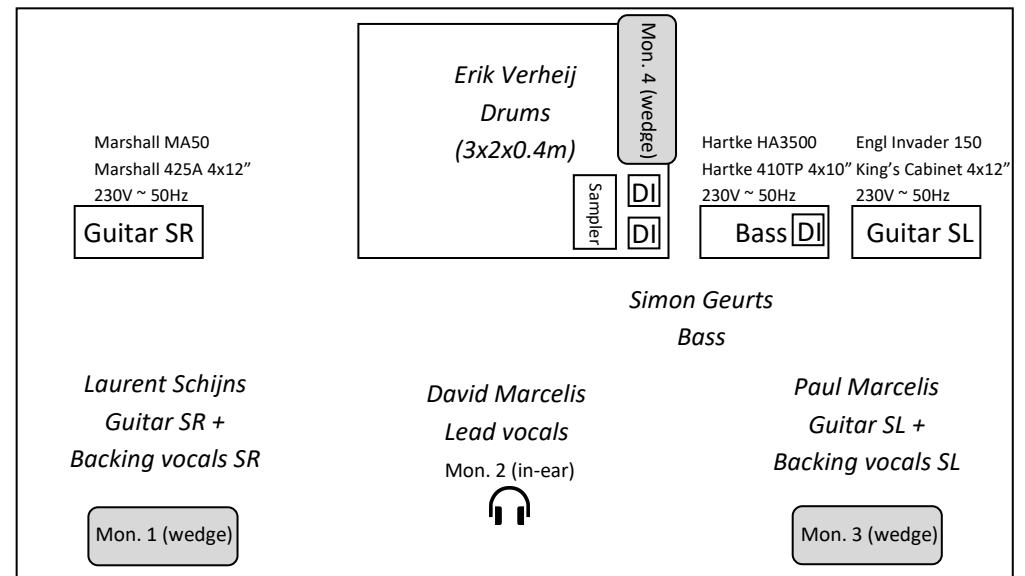 Erik Verheij
Drums
(3x2x0.4m)
Mon. 4 (wedge)
Sampler
DI
DI
Marshall MA50
Marshall 425A 4x12”
230V ~ 50Hz
Guitar SR
Hartke HA3500
Hartke 410TP 4x10”
230V ~ 50Hz
Bass DI
Engl Invader 150
King’s Cabinet 4x12”
230V ~ 50Hz
Guitar SL
Simon Geurts
Bass
Laurent Schijns
Guitar SR +
Backing vocals SR
David Marcelis
Lead vocals
Mon. 2 (in-ear)
Paul Marcelis
Guitar SL +
Backing vocals SL
Mon. 1 (wedge)
Mon. 3 (wedge)